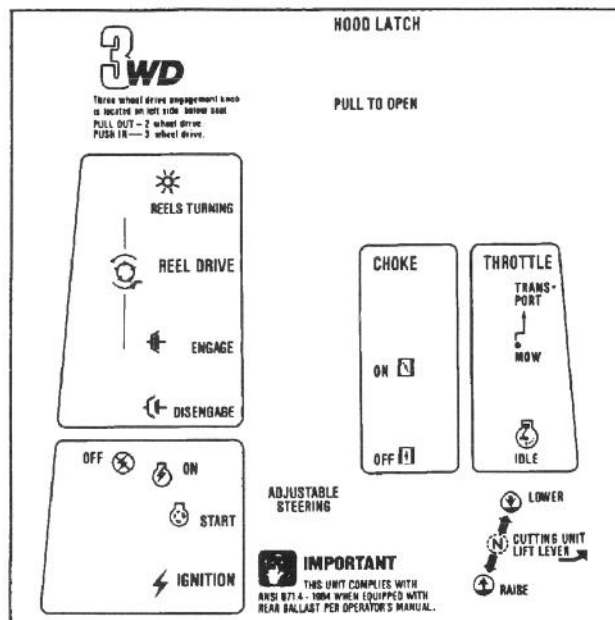 3WD
Three wheel drive engagement knob
is located on left side below seat
PULL OUT - 2 wheel drive.
PUSH IN — 3 wheel drive.
HOOD LATCH
PULL TO OPEN
REELS TURNING
REEL DRIVE
ENGAGE
DISENGAGE
CHOKE
ON
OFF
THROTTLE
TRANS-
PORT
MOW
IDLE
OFF
ON
START
IGNITION
ADJUSTABLE
STEERING
IMPORTANT
THIS UNIT COMPLIES WITH
ANSI B71.4 - 1984 WHEN EQUIPPED WITH
REAR BALLAST PER OPERATOR'S MANUAL.
LOWER
N
CUTTING UNIT
LIFT LEVER
RAISE